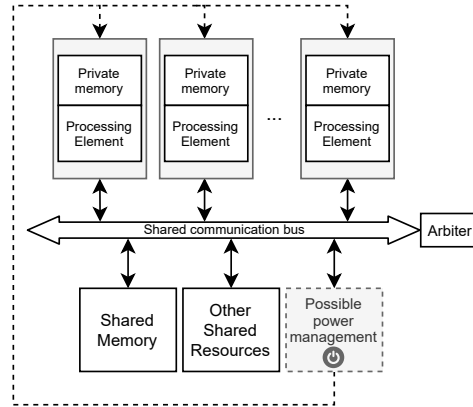 Private
memory
Processing
Element
Private
memory
Processing
Element
...
Private
memory
Processing
Element
Shared communication bus
Arbiter
Shared
Memory
Other
Shared
Resources
Possible
power
management